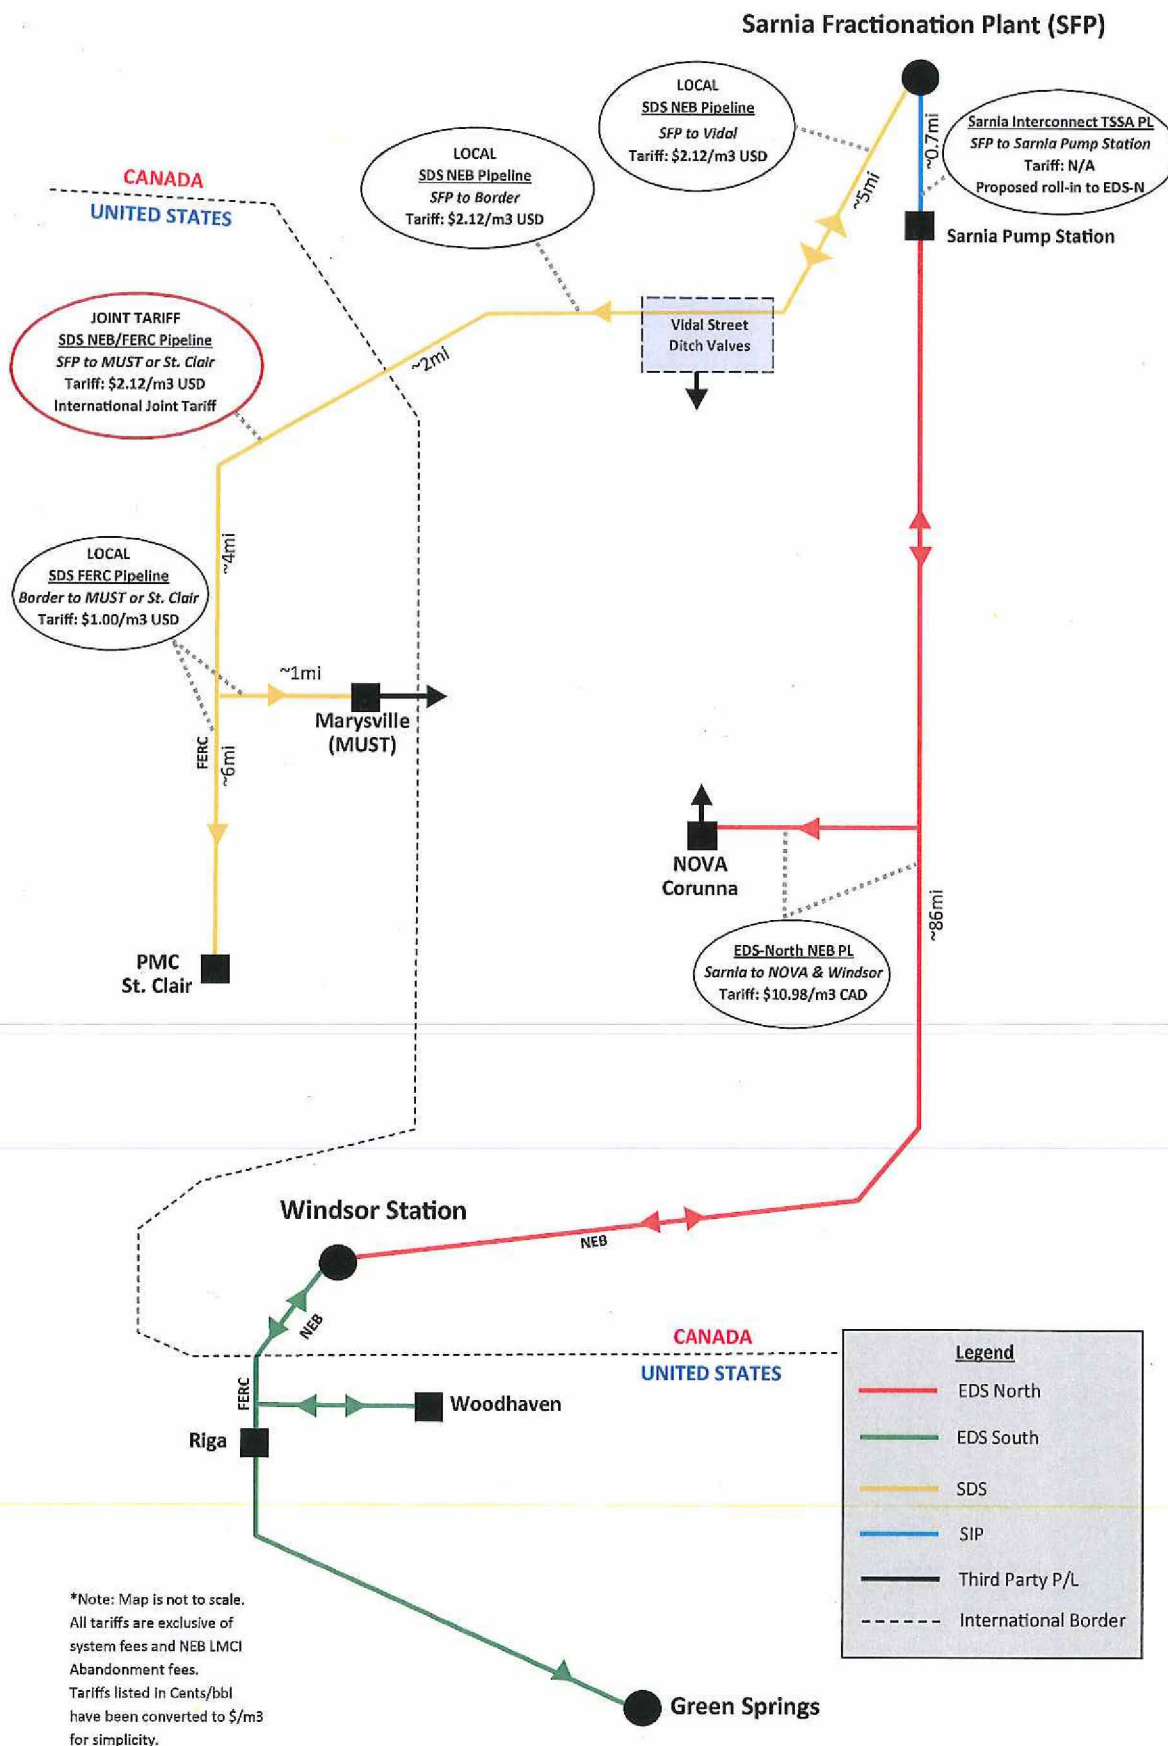 Sarnia Fractionation Plant (SFP)
LOCAL
SDS NEB Pipeline
SFP to Vidal
Tariff: $2.12/m3 USD
~0.7mi
Sarnia Interconnect TSSA PL
SFP to Sarnia Pump Station
Tariff: N/A
Proposed roll-in to EDS-N
LOCAL
SDS NEB Pipeline
SFP to Border
Tariff: $2.12/m3 USD
CANADA
UNITED STATES
~5mi
Sarnia Pump Station
JOINT TARIFF
SDS NEB/FERC Pipeline
SFP to MUST or St. Clair
Tariff: $2.12/m3 USD
International Joint Tariff
Vidal Street
Ditch Valves
~2mi
~4mi
LOCAL
SDS FERC Pipeline
Border to MUST or St. Clair
Tariff: $1.00/m3 USD
~1mi
Marysville
(MUST)
FERC
~6mi
NOVA
Corunna
~86mi
EDS-North NEB PL
Sarnia to NOVA & Windsor
Tariff: $10.98/m3 CAD
PMC
St. Clair
Windsor Station
NEB
NEB
CANADA
UNITED STATES
FERC
Woodhaven
Riga
Legend
EDS North
EDS South
SDS
SIP
Third Party P/L
International Border
*Note: Map is not to scale.
All tariffs are exclusive of
system fees and NEB LMCI
Abandonment fees.
Tariffs listed in Cents/bbl
have been converted to $/m3
for simplicity.
Green Springs